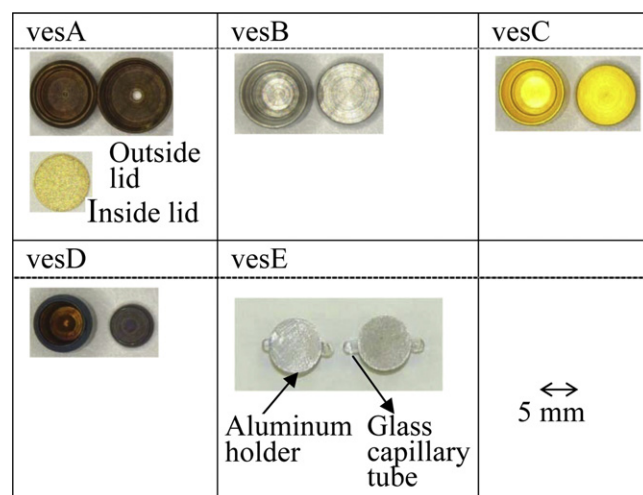 vesA
vesB
vesC
Outside
lid
Inside lid
vesD
vesE
Aluminum
holder
Glass
capillary
tube
5 mm